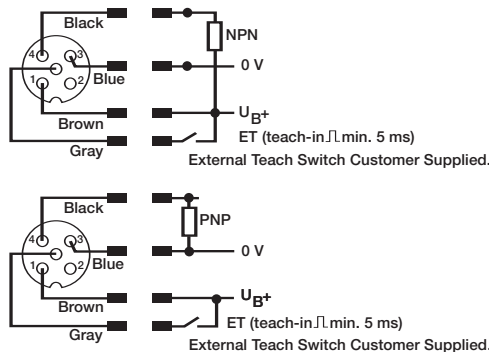 Black
NPN
4 3
0 V
1 2
Blue
UB+
Brown
ET (teach-in⎍min. 5 ms)
Gray
External Teach Switch Customer Supplied.
Black
PNP
4 3
0 V
1 2
Blue
UB+
Brown
ET (teach-in⎍min. 5 ms)
Gray
External Teach Switch Customer Supplied.